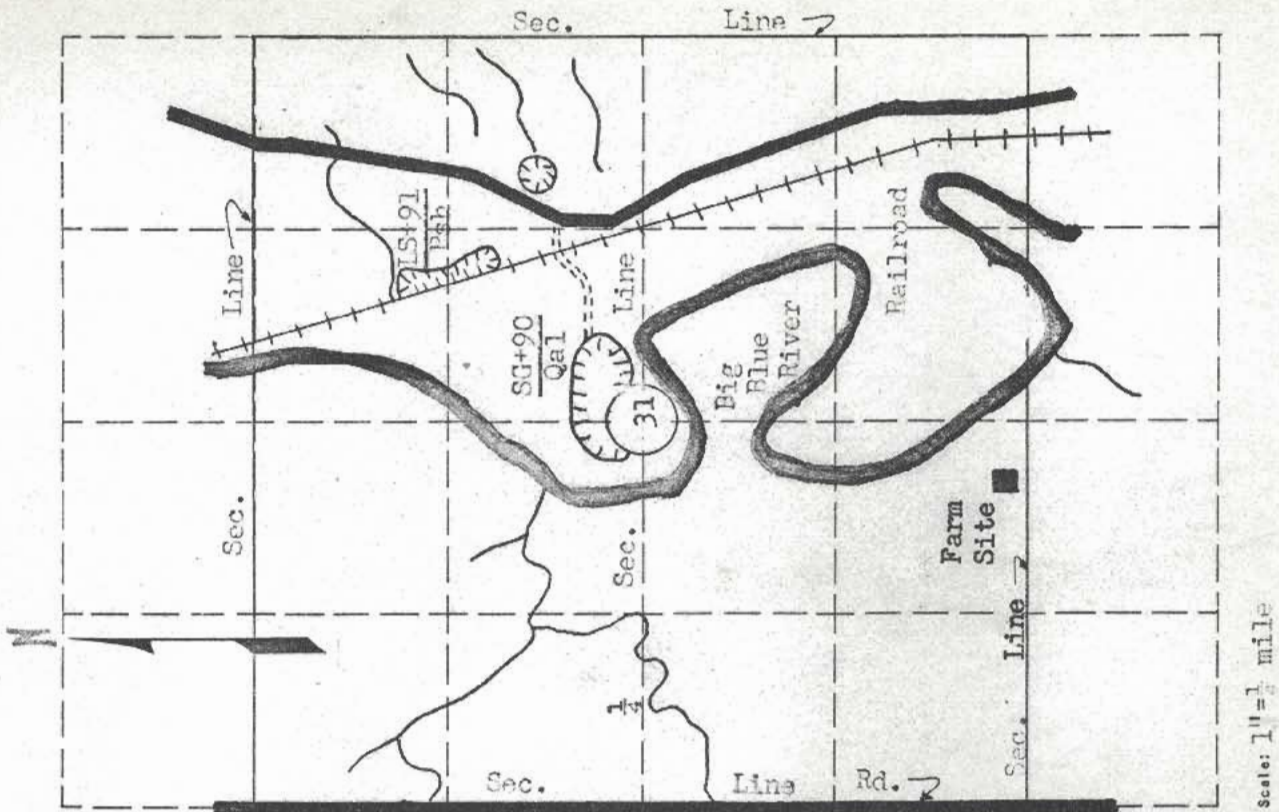 Sec. Line
N
Line
LS+91
Psh
SG+90
Qal
Line
31
Big
Blue
River
Railroad
Sec.
Sec.
Farm
Site
1/4
Sec. Line Rd.
Sec. Line
Scale: 1"=½ mile